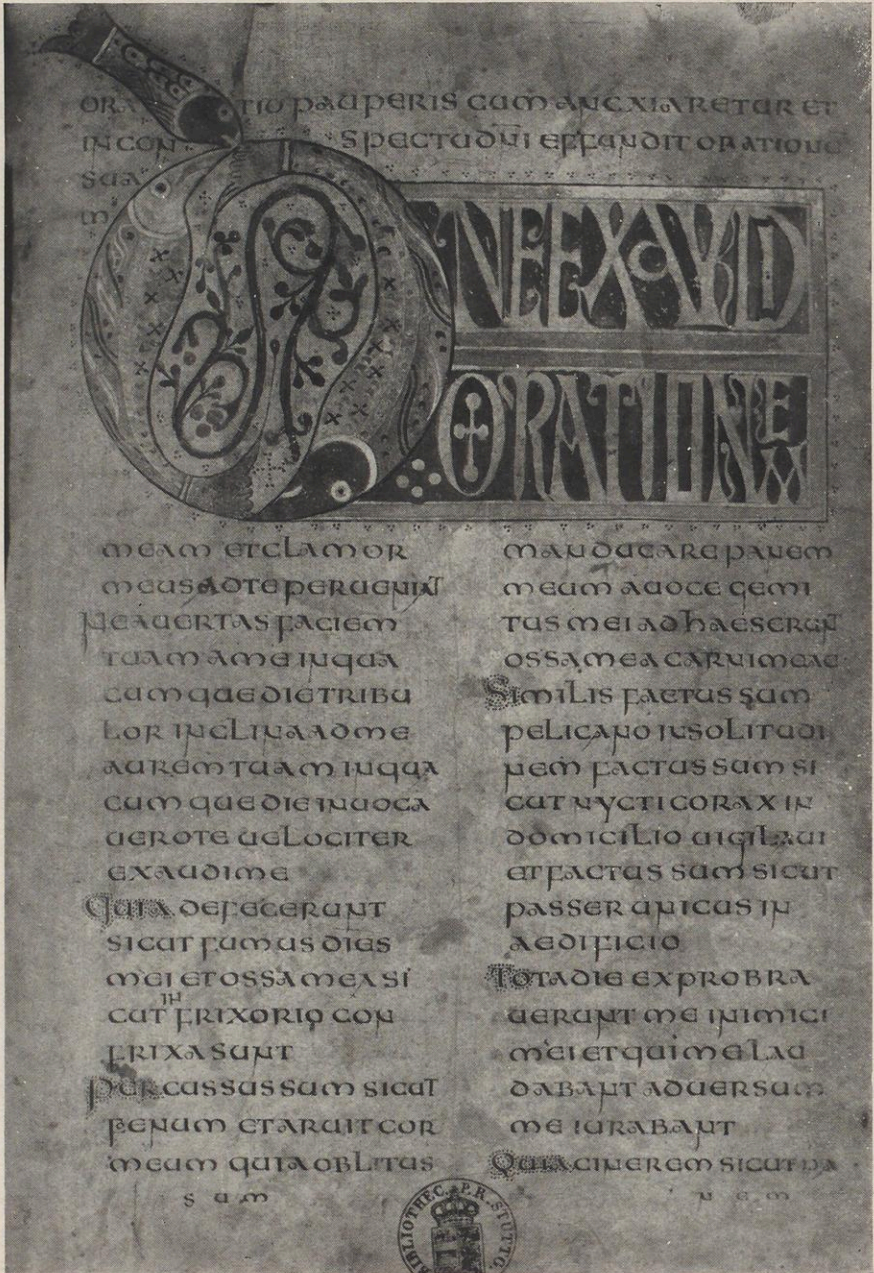 ORATIO PAUPERIS CUM ANCXIARETUR ET
IN CONSPECTU DNI EFFUNDIT ORATIONE
SUA
DNE EXAUDI
ORATIONEM
MEAM ET CLAMOR
MEUS AD TE PERUENIAT
NE AUERTAS FACIEM
TUAM A ME IN QUA
CUMQUE DIE TRIBU
LOR INCLINA AD ME
AUREM TUAM IN QUA
CUMQUE DIE INUOCA
UERO TE UELOCITER
EXAUDI ME
QUIA DEFECERUNT
SICUT FUMUS DIES
MEI ET OSSA MEA SI
CUT IN FRIXORIO CON
FRIXA SUNT
PERCUSSUS SUM SICUT
FENUM ET ARUIT COR
MEUM QUIA OBLITUS
SUM
MANDUCARE PANEM
MEUM A UOCE GEMI
TUS MEI ADHAESERUNT
OSSA MEA CARNI MEAE
SIMILIS FACTUS SUM
PELICANO IN SOLITUDI
NEM FACTUS SUM SI
CUT NYCTICORAX IN
DOMICILIO UIGILAUI
ET FACTUS SUM SICUT
PASSER UNICUS IN
AEDIFICIO
TOTA DIE EXPROBRA
UERUNT ME INIMICI
MEI ET QUI ME LAU
DABANT ADUERSUM
ME IURABANT
QUIA CINEREM SICUT PA
NEM
BIBLIOTHEC. P. R. STUTTG.